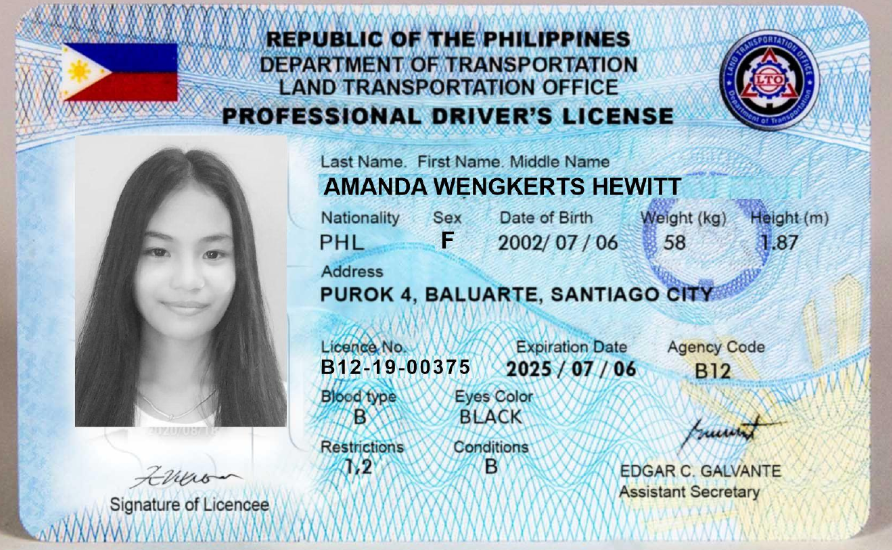 REPUBLIC OF THE PHILIPPINES
DEPARTMENT OF TRANSPORTATION
LAND TRANSPORTATION OFFICE
PROFESSIONAL DRIVER'S LICENSE
LAND TRANSPORTATION OFFICE
LTO
Department of Transportation
Last Name. First Name. Middle Name
AMANDA WENGKERTS HEWITT
Nationality Sex Date of Birth Weight (kg) Height (m)
PHL F 2002/ 07 / 06 58 1.87
Address
PUROK 4, BALUARTE, SANTIAGO CITY
Licence No. Expiration Date Agency Code
B12-19-00375 2025 / 07 / 06 B12
Blood type Eyes Color
B BLACK
Restrictions Conditions
1,2 B
EDGAR C. GALVANTE
Assistant Secretary
Signature of Licencee